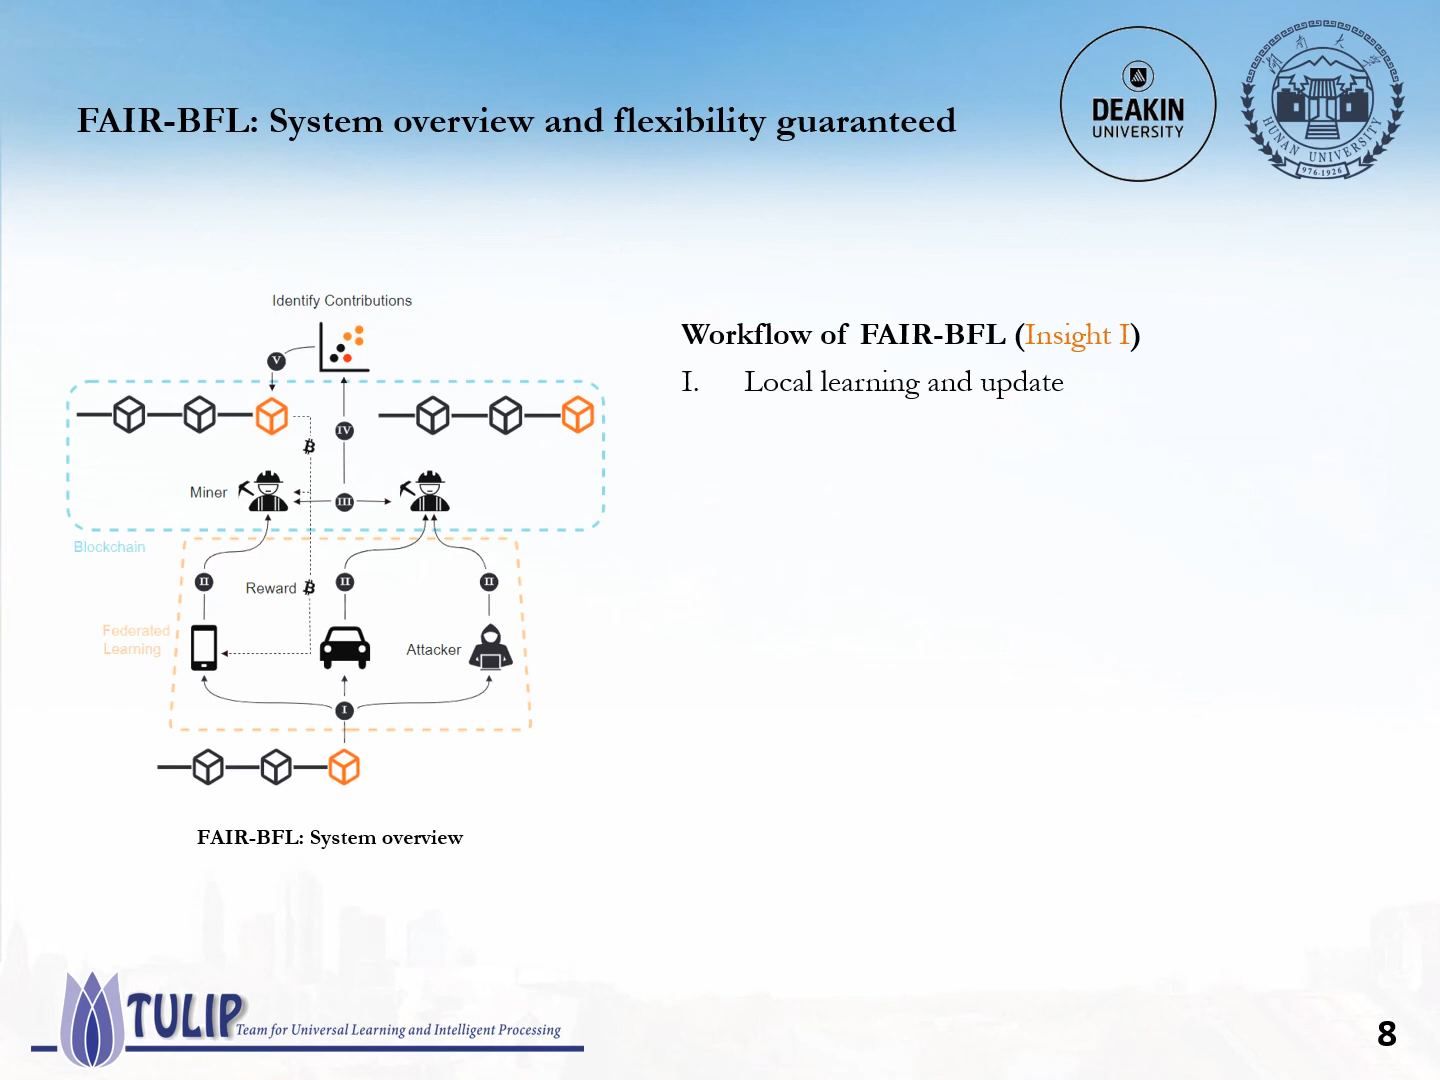 FAIR-BFL: System overview and flexibility guaranteed
DEAKIN
UNIVERSITY
HUNAN UNIVERSITY
976-1926
Identify Contributions
V
IV
Miner
III
Blockchain
II
Reward
II
II
Federated
Learning
Attacker
I
FAIR-BFL: System overview
Workflow of FAIR-BFL (Insight I)
I. Local learning and update
TULIP Team for Universal Learning and Intelligent Processing
8